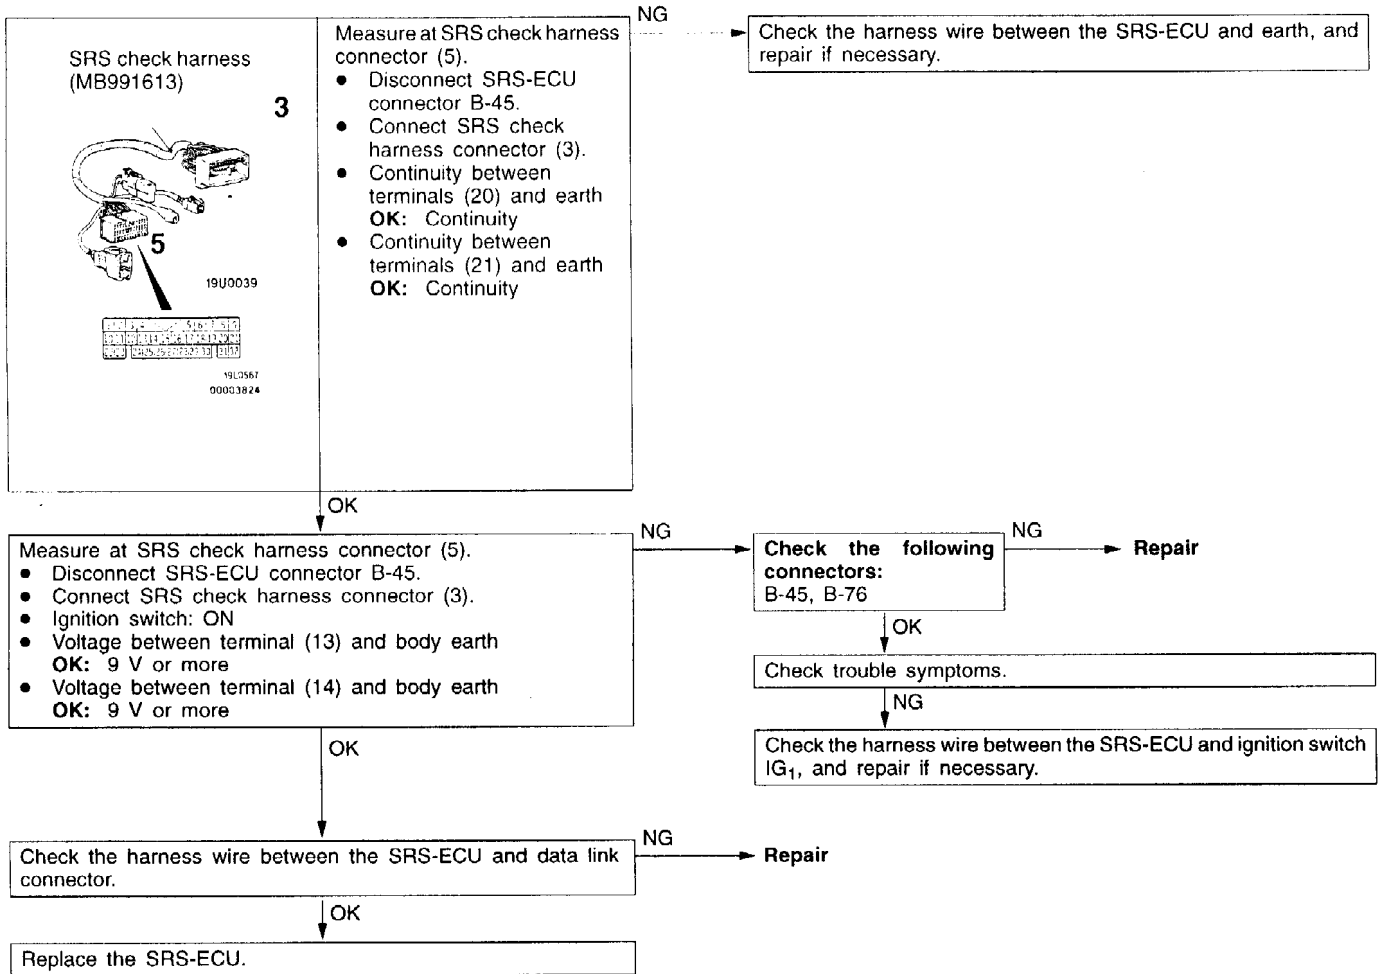 SRS check harness
(MB991613)
3
5
19U0039
19L0567
00003824
Measure at SRS check harness
connector (5).
● Disconnect SRS-ECU
connector B-45.
● Connect SRS check
harness connector (3).
● Continuity between
terminals (20) and earth
OK: Continuity
● Continuity between
terminals (21) and earth
OK: Continuity
NG
Check the harness wire between the SRS-ECU and earth, and
repair if necessary.
OK
Measure at SRS check harness connector (5).
● Disconnect SRS-ECU connector B-45.
● Connect SRS check harness connector (3).
● Ignition switch: ON
● Voltage between terminal (13) and body earth
OK: 9 V or more
● Voltage between terminal (14) and body earth
OK: 9 V or more
NG
Check the following
connectors:
B-45, B-76
NG
Repair
OK
Check trouble symptoms.
NG
Check the harness wire between the SRS-ECU and ignition switch
IG₁, and repair if necessary.
OK
Check the harness wire between the SRS-ECU and data link
connector.
NG
Repair
OK
Replace the SRS-ECU.